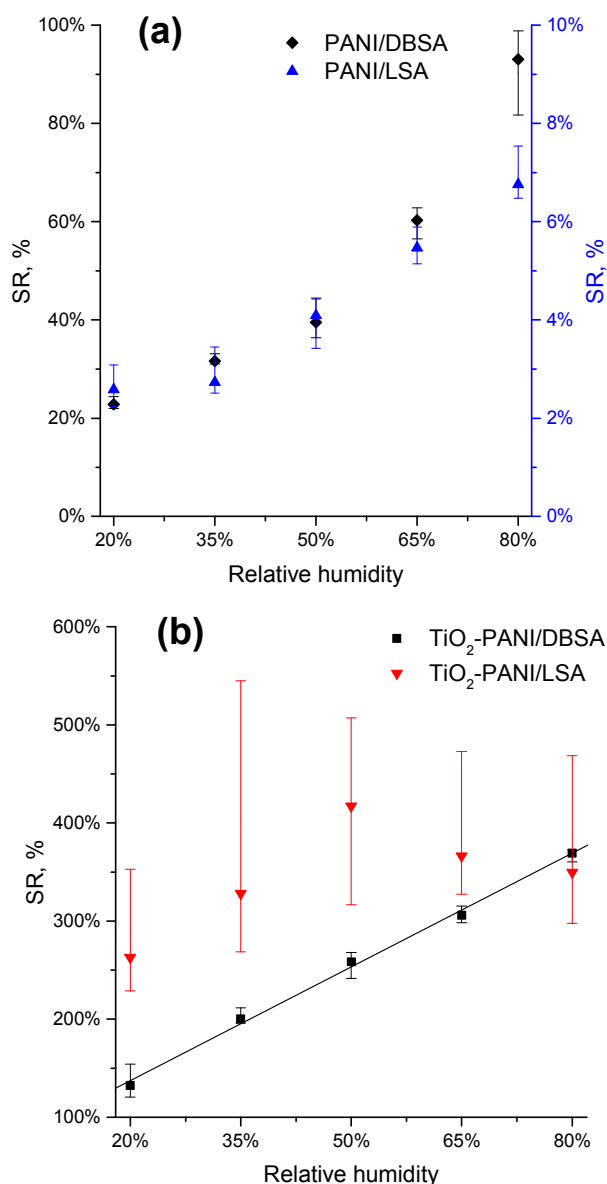 (a)
PANI/DBSA
PANI/LSA
100%
80%
60%
40%
20%
0%
SR, %
10%
8%
6%
4%
2%
0%
SR, %
20% 35% 50% 65% 80%
Relative humidity
(b)
TiO₂-PANI/DBSA
TiO₂-PANI/LSA
600%
500%
400%
300%
200%
100%
SR, %
20% 35% 50% 65% 80%
Relative humidity